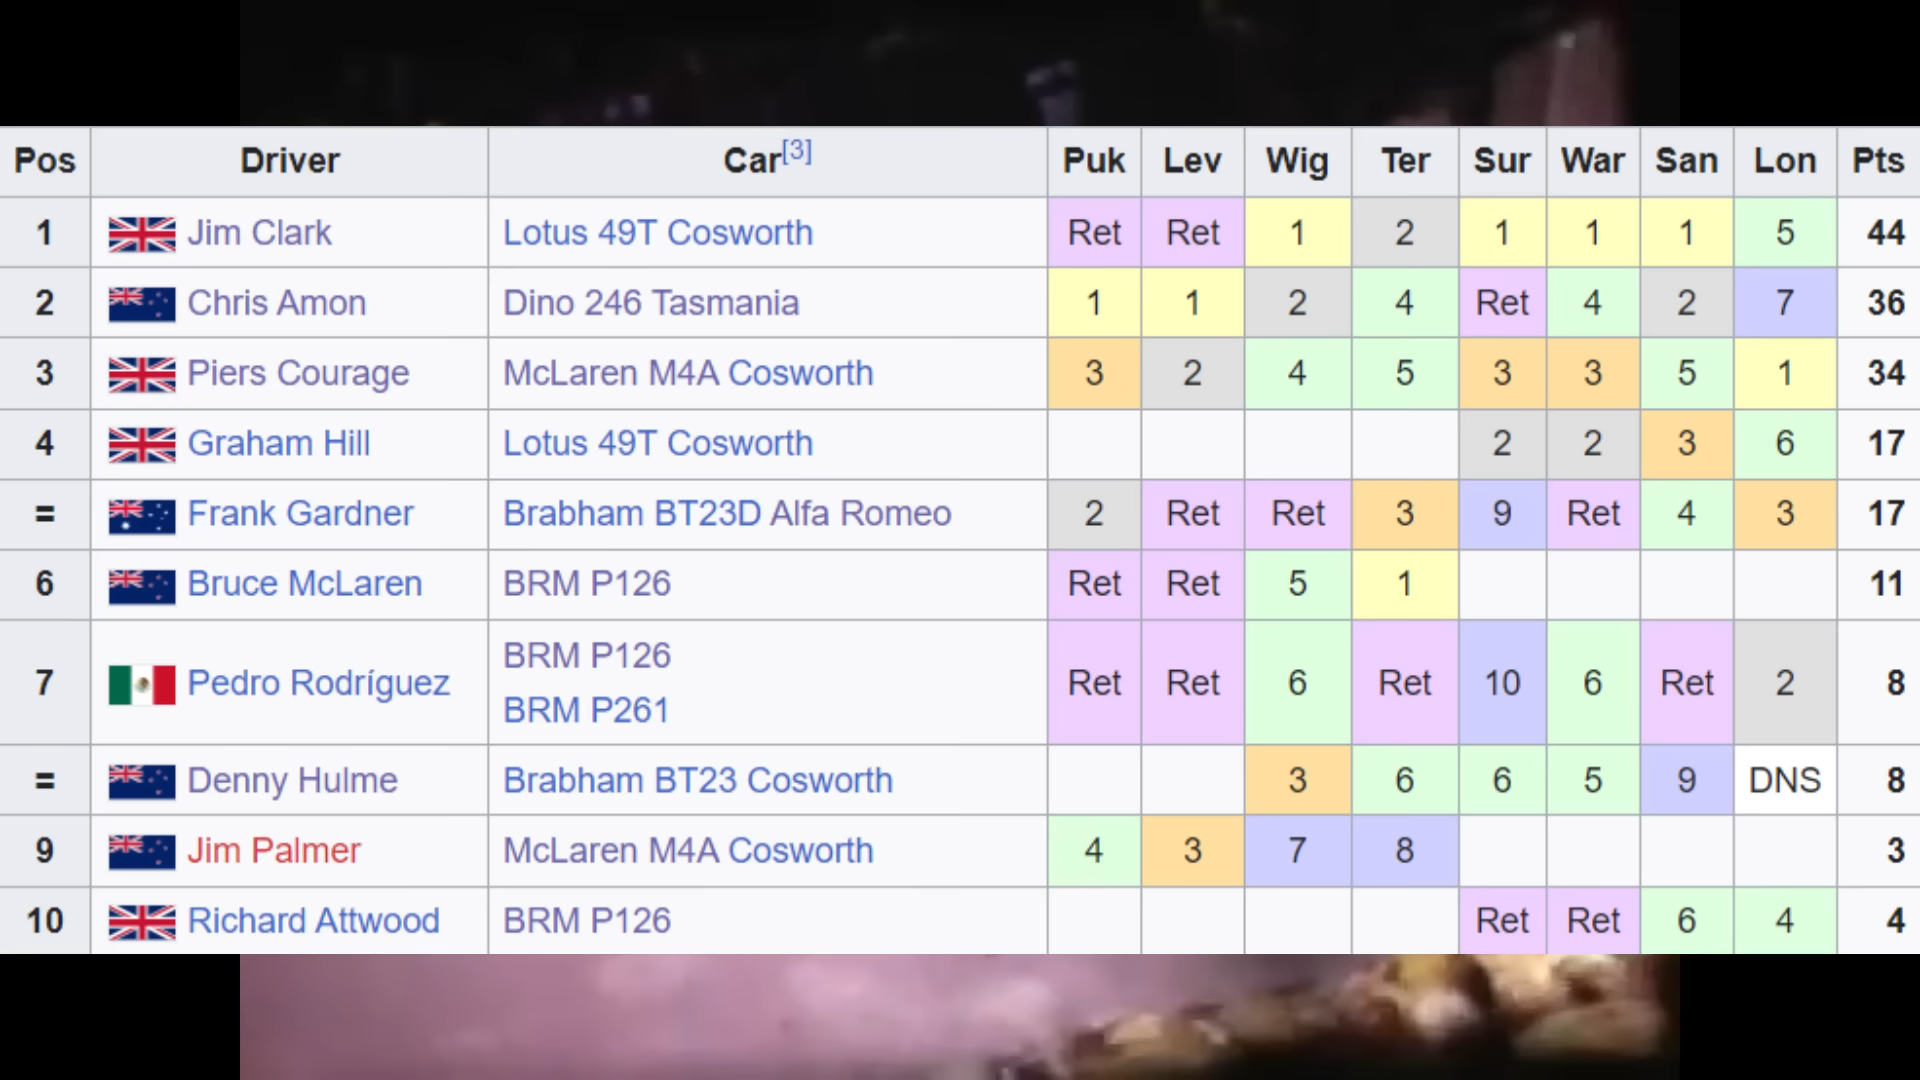 Pos Driver Car[3] Puk Lev Wig Ter Sur War San Lon Pts
1 Jim Clark Lotus 49T Cosworth Ret Ret 1 2 1 1 1 5 44
2 Chris Amon Dino 246 Tasmania 1 1 2 4 Ret 4 2 7 36
3 Piers Courage McLaren M4A Cosworth 3 2 4 5 3 3 5 1 34
4 Graham Hill Lotus 49T Cosworth 2 2 3 6 17
= Frank Gardner Brabham BT23D Alfa Romeo 2 Ret Ret 3 9 Ret 4 3 17
6 Bruce McLaren BRM P126 Ret Ret 5 1 11
7 Pedro Rodríguez BRM P126 Ret Ret 6 Ret 10 6 Ret 2 8
BRM P261
= Denny Hulme Brabham BT23 Cosworth 3 6 6 5 9 DNS 8
9 Jim Palmer McLaren M4A Cosworth 4 3 7 8 3
10 Richard Attwood BRM P126 Ret Ret 6 4 4